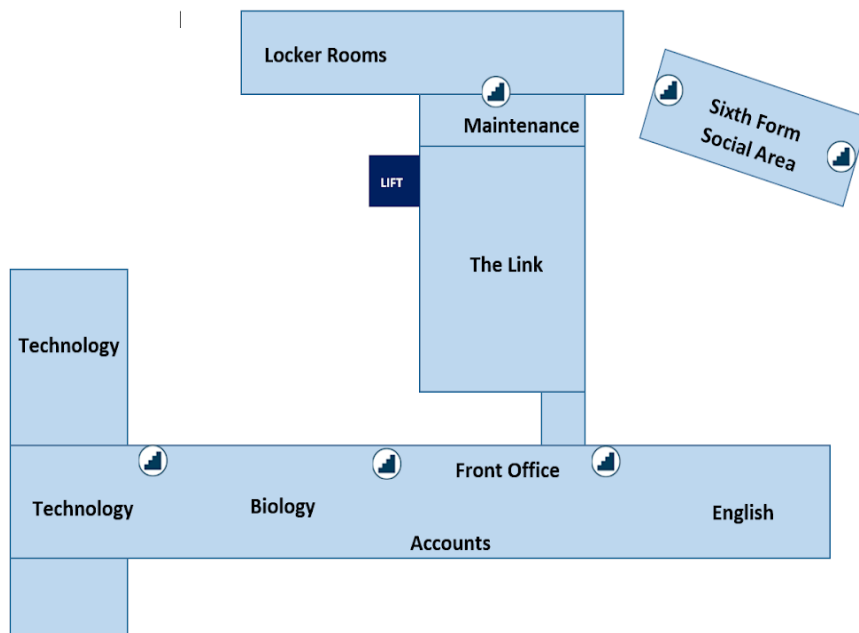 Locker Rooms
Sixth Form
Social Area
Maintenance
LIFT
The Link
Technology
Front Office
Technology
Biology
English
Accounts